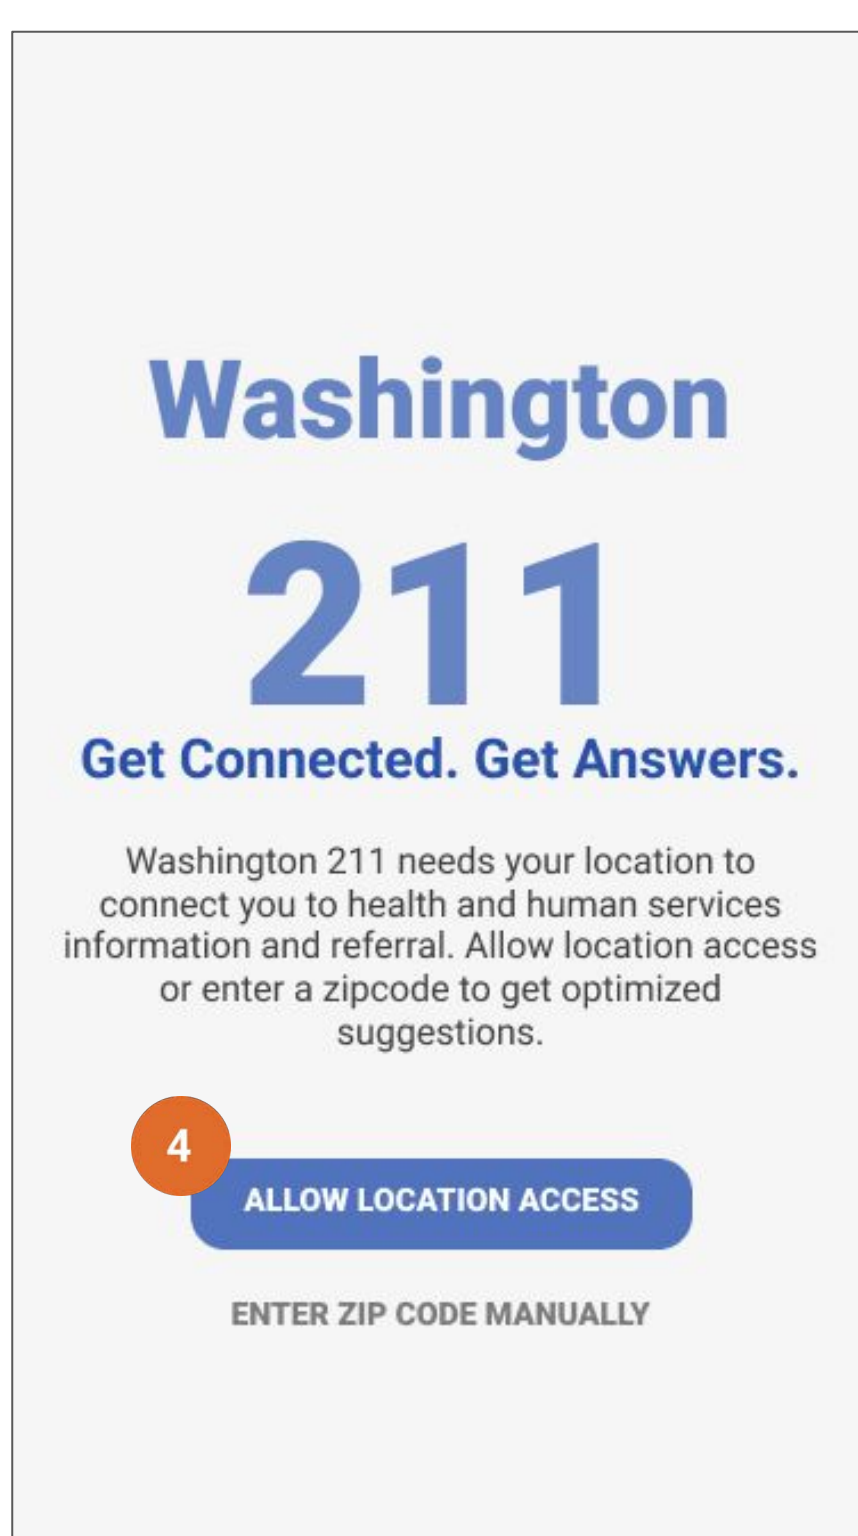 Washington
211
Get Connected. Get Answers.
Washington 211 needs your location to
connect you to health and human services
information and referral. Allow location access
or enter a zipcode to get optimized
suggestions.
4
ALLOW LOCATION ACCESS
ENTER ZIP CODE MANUALLY